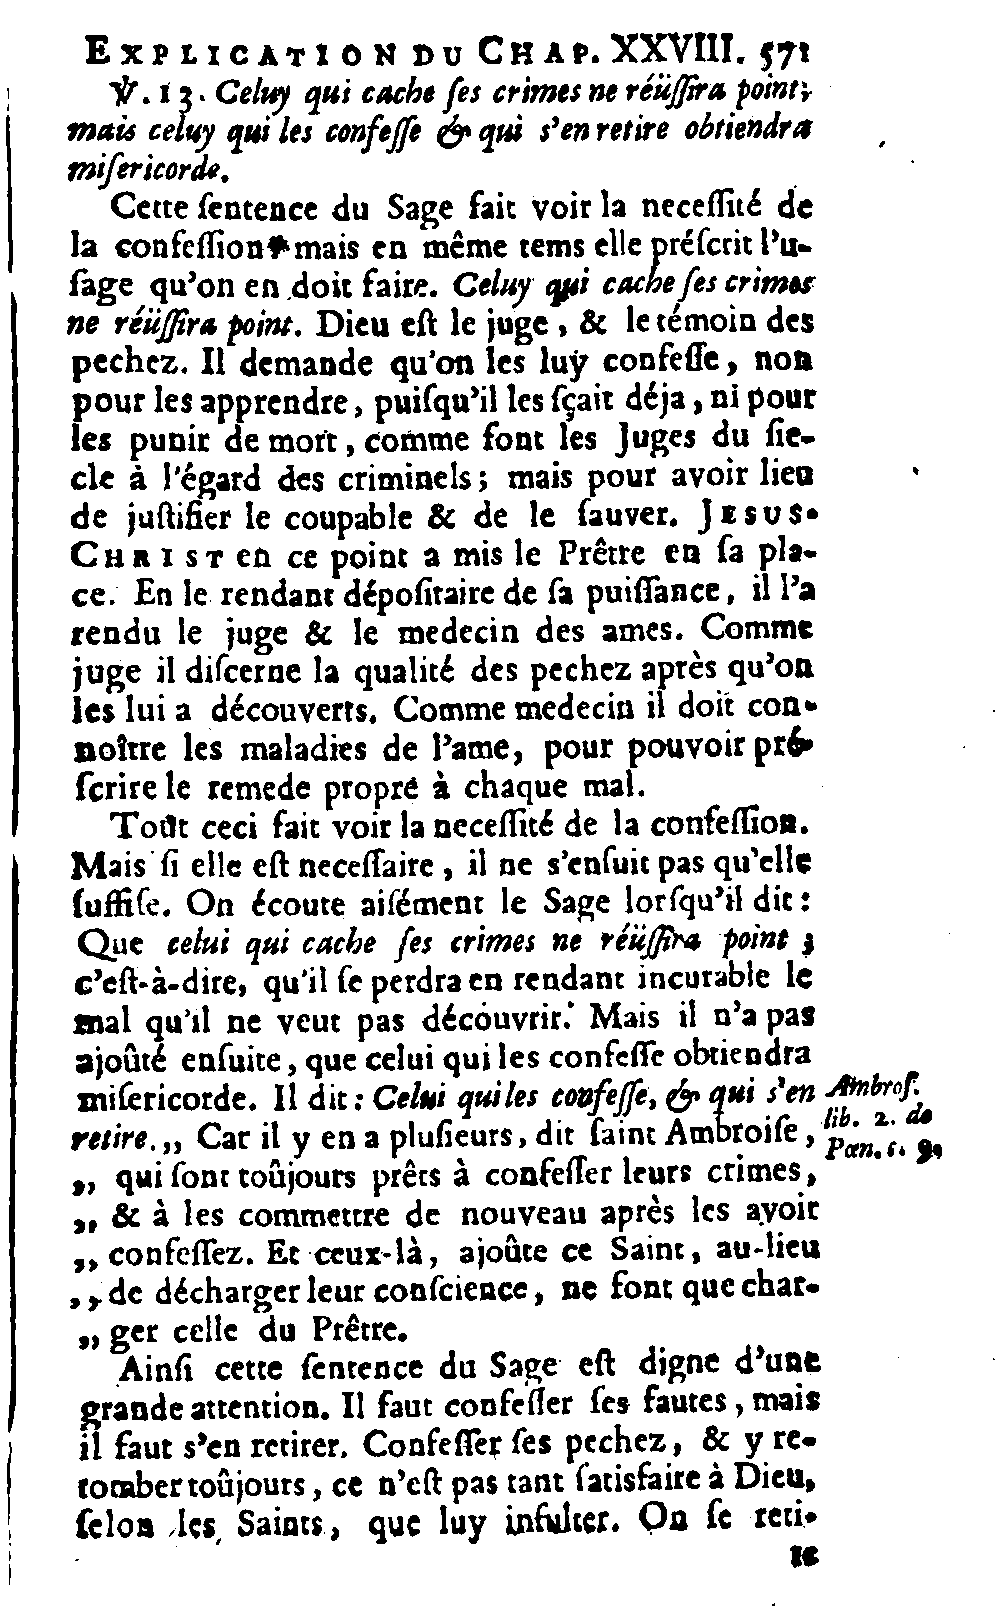 EXPLICATION DU CHAP. XXVIII. 571
℣. 13. Celuy qui cache ſes crimes ne réüſſira point;
mais celuy qui les confeſſe & qui s'en retire obtiendra
miſericorde.
Cette ſentence du Sage fait voir la neceſſité de
la confeſſion mais en même tems elle préſcrit l'u-
ſage qu'on en doit faire. Celuy qui cache ſes crimes
ne réüſſira point. Dieu eſt le juge, & le témoin des
pechez. Il demande qu'on les luy confeſſe, non
pour les apprendre, puiſqu'il les ſçait déja, ni pour
les punir de mort, comme font les Juges du ſie-
cle à l'égard des criminels; mais pour avoir lieu
de juſtifier le coupable & de le ſauver. JESUS-
CHRIST en ce point a mis le Prêtre en ſa pla-
ce. En le rendant dépoſitaire de ſa puiſſance, il l'a
rendu le juge & le medecin des ames. Comme
juge il diſcerne la qualité des pechez après qu'on
les lui a découverts. Comme medecin il doit con-
noître les maladies de l'ame, pour pouvoir pré-
ſcrire le remede propre à chaque mal.
Tout ceci fait voir la neceſſité de la confeſſion.
Mais ſi elle eſt neceſſaire, il ne s'enſuit pas qu'elle
ſuffiſe. On écoute aiſément le Sage lorſqu'il dit:
Que celui qui cache ſes crimes ne réüſſira point;
c'eſt-à-dire, qu'il ſe perdra en rendant incurable le
mal qu'il ne veut pas découvrir. Mais il n'a pas
ajoûté enſuite, que celui qui les confeſſe obtiendra
miſericorde. Il dit: Celui qui les confeſſe, & qui s'en
retire. „ Car il y en a pluſieurs, dit ſaint Ambroiſe,
„ qui ſont toûjours prêts à confeſſer leurs crimes,
„ & à les commettre de nouveau après les avoir
„ confeſſez. Et ceux-là, ajoûte ce Saint, au-lieu
„ de décharger leur conſcience, ne font que char-
„ ger celle du Prêtre.
Ambroſ.
lib. 2. de
Pœn. c. 9.
Ainſi cette ſentence du Sage eſt digne d'une
grande attention. Il faut confeſſer ſes fautes, mais
il faut s'en retirer. Confeſſer ſes pechez, & y re-
tomber toûjours, ce n'eſt pas tant ſatisfaire à Dieu,
ſelon les Saints, que luy inſulter. On ſe reti-
re